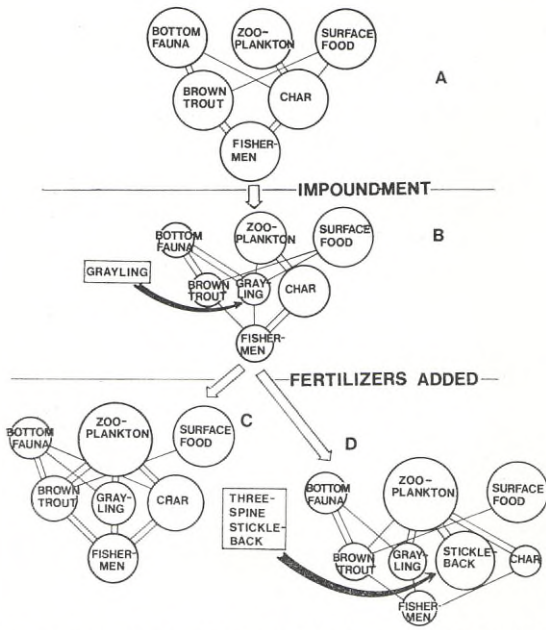 BOTTOM
FAUNA
ZOO-
PLANKTON
SURFACE
FOOD
BROWN
TROUT
CHAR
A
FISHER-
MEN
IMPOUNDMENT
BOTTOM
FAUNA
ZOO-
PLANKTON
SURFACE
FOOD
B
GRAYLING
BROWN
TROUT
GRAY-
LING
CHAR
FISHER-
MEN
FERTILIZERS ADDED
C
BOTTOM
FAUNA
ZOO-
PLANKTON
SURFACE
FOOD
BROWN
TROUT
GRAY-
LING
CHAR
FISHER-
MEN
D
THREE-
SPINE
STICKLE-
BACK
BOTTOM
FAUNA
ZOO-
PLANKTON
SURFACE
FOOD
BROWN
TROUT
GRAY-
LING
STICKLE-
BACK
CHAR
FISHER-
MEN